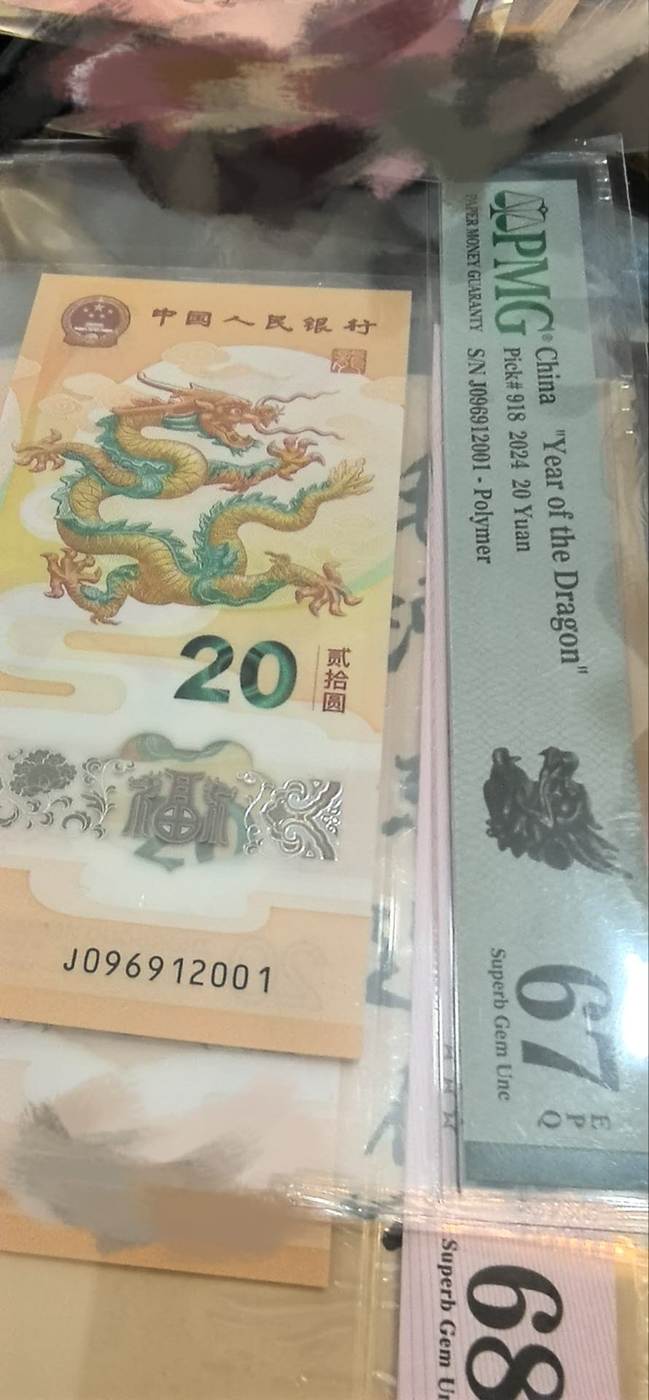 中国人民银行
20
贰拾圆
J096912001
PMG
PAPER MONEY GUARANTY
China "Year of the Dragon"
Pick# 918 2024 20 Yuan
S/N J096912001 - Polymer
67
EPQ
Superb Gem Unc
68
Superb Gem Un